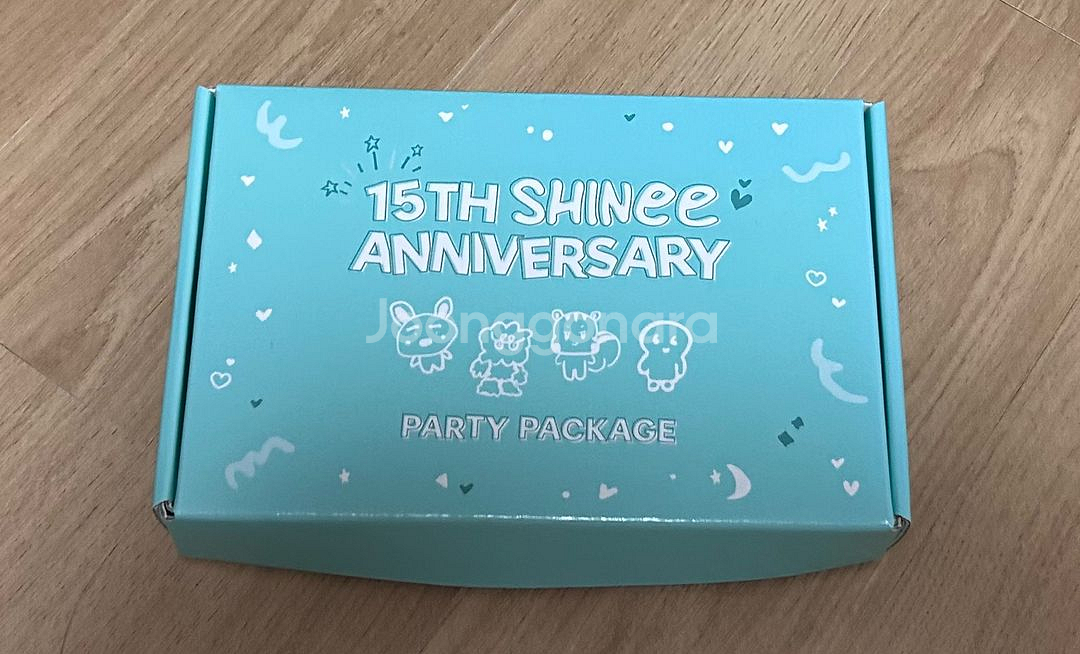 15TH SHINee
ANNIVERSARY
Joonggonara
PARTY PACKAGE